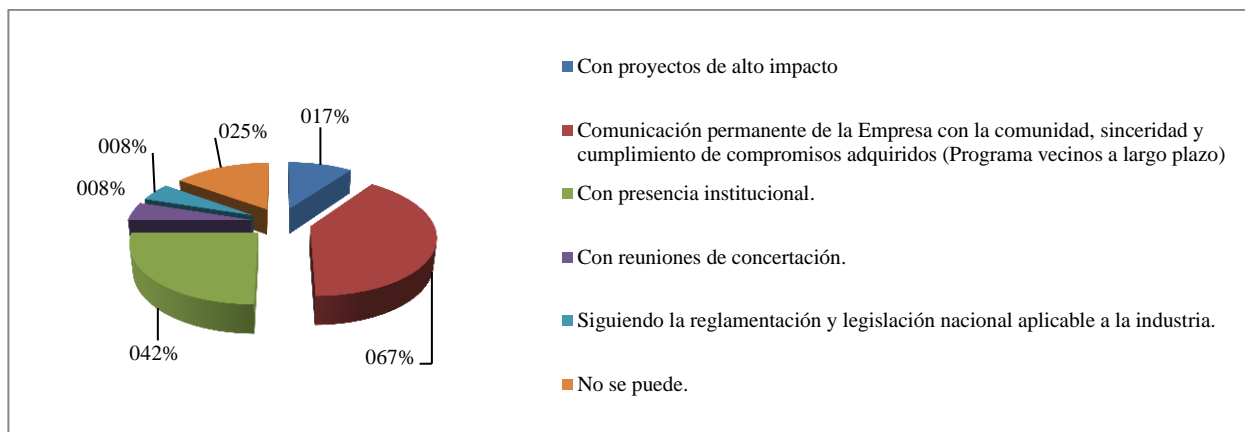 017%
025%
008%
008%
042%
067%
Con proyectos de alto impacto
Comunicación permanente de la Empresa con la comunidad, sinceridad y
cumplimiento de compromisos adquiridos (Programa vecinos a largo plazo)
Con presencia institucional.
Con reuniones de concertación.
Siguiendo la reglamentación y legislación nacional aplicable a la industria.
No se puede.